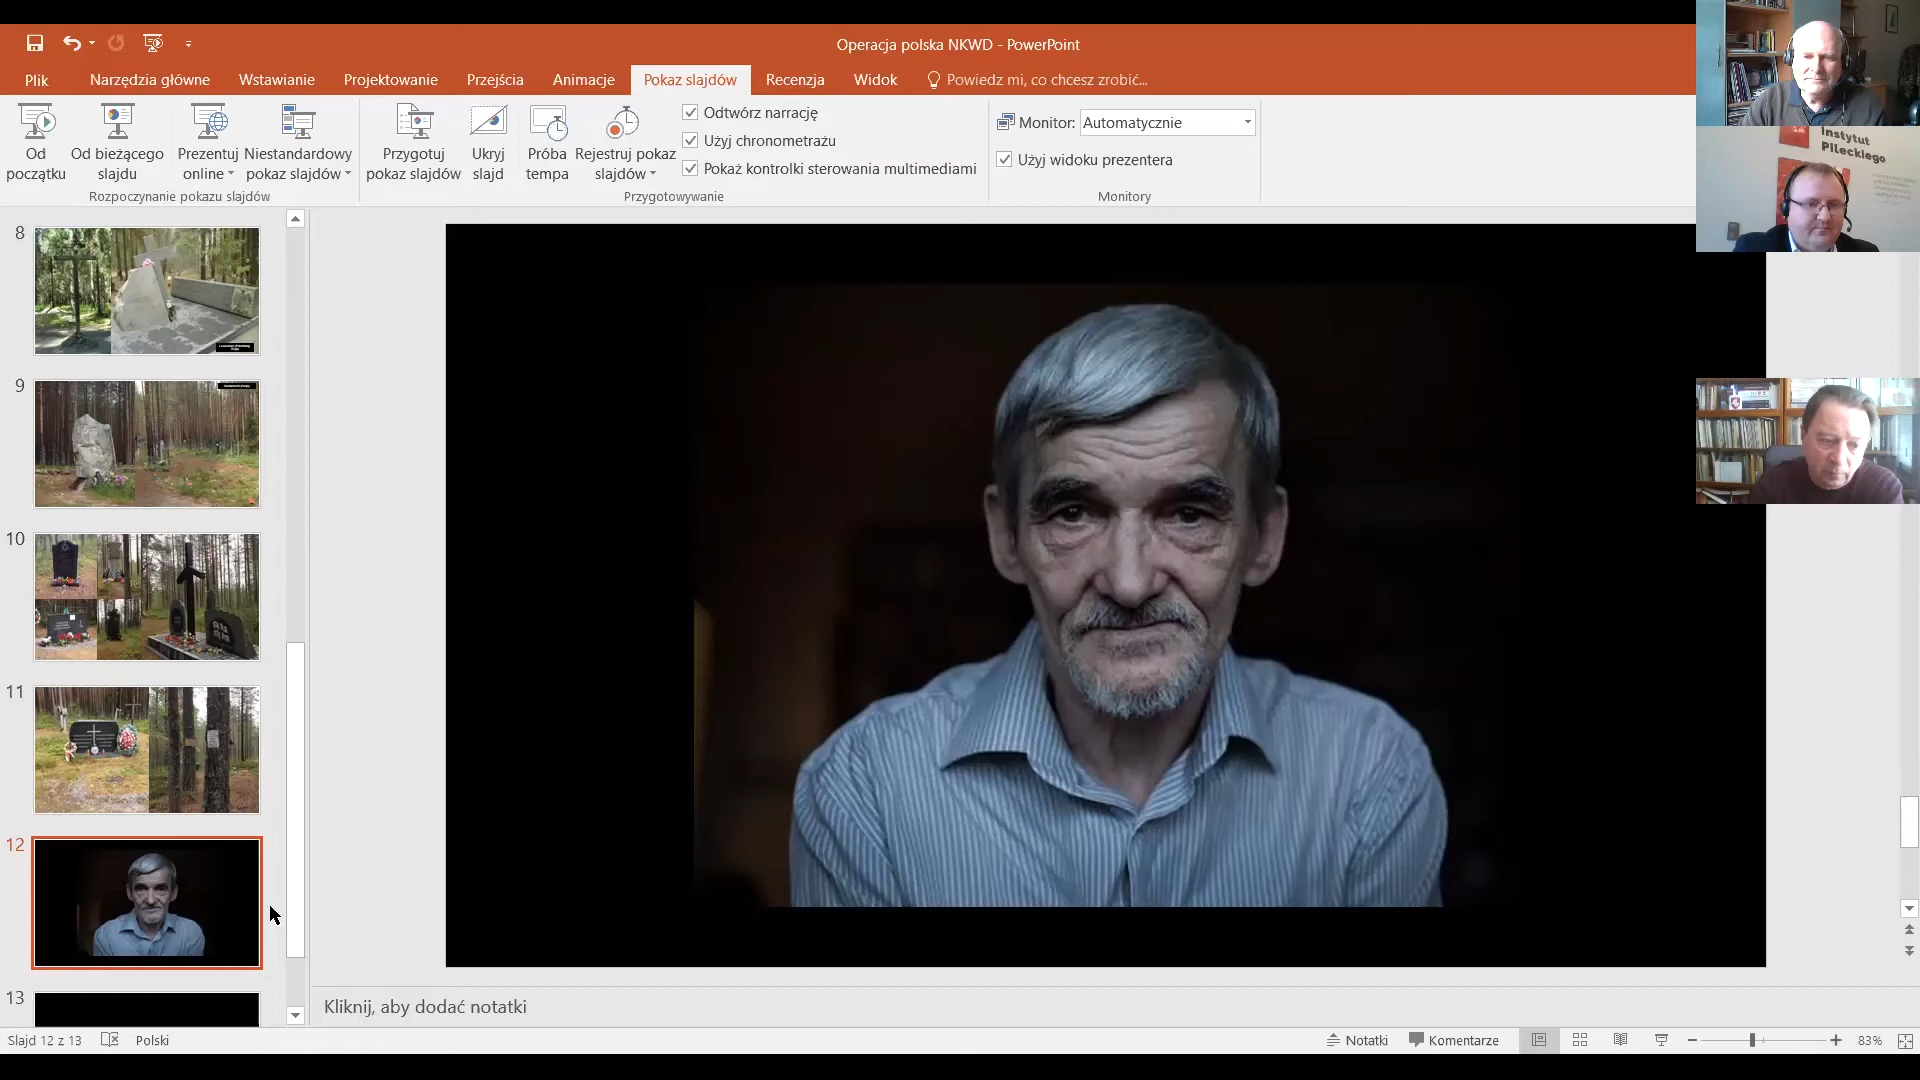 Operacja polska NKWD - PowerPoint
Plik
Narzędzia główne
Wstawianie
Projektowanie
Przejścia
Animacje
Pokaz slajdów
Recenzja
Widok
Powiedz mi, co chcesz zrobić...
Od początku
Od bieżącego slajdu
Prezentuj online
Niestandardowy pokaz slajdów
Rozpoczynanie pokazu slajdów
Przygotuj pokaz slajdów
Ukryj slajd
Próba tempa
Rejestruj pokaz slajdów
Odtwórz narrację
Użyj chronometrażu
Pokaż kontrolki sterowania multimediami
Przygotowywanie
Monitor: Automatycznie
Użyj widoku prezentera
Monitory
Instytut
Pileckiego
8
9
10
11
12
13
Kliknij, aby dodać notatki
Slajd 12 z 13
Polski
Notatki
Komentarze
83%